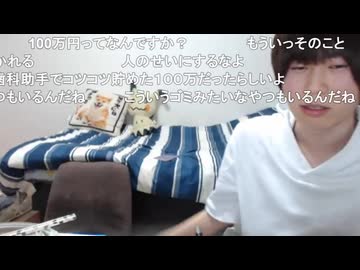 100万円ってなんですか？ もういっそのこと
かれる 人のせいにするなよ
歯科助手でコツコツ貯めた１００万だったらしいよ
つもいるんだね こういうゴミみたいなやつもいるんだね